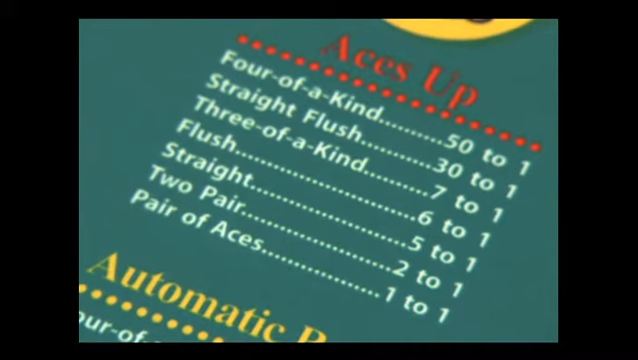 Aces Up
Four-of-a-Kind..........50 to 1
Straight Flush...........30 to 1
Three-of-a-Kind..........7 to 1
Flush..............................6 to 1
Straight..........................5 to 1
Two Pair.........................2 to 1
Pair of Aces....................1 to 1
Automatic